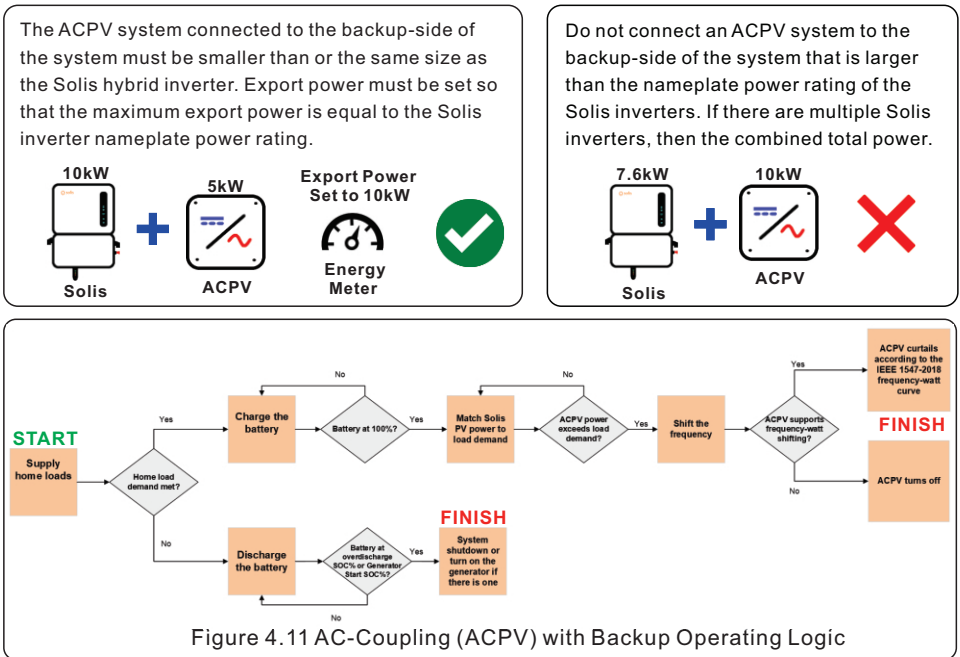 The ACPV system connected to the backup-side of
the system must be smaller than or the same size as
the Solis hybrid inverter. Export power must be set so
that the maximum export power is equal to the Solis
inverter nameplate power rating.
10kW
5kW
Export Power
Set to 10kW
Energy
Meter
Solis
ACPV
Do not connect an ACPV system to the
backup-side of the system that is larger
than the nameplate power rating of the
Solis inverters. If there are multiple Solis
inverters, then the combined total power.
7.6kW
10kW
Solis
ACPV
START
Supply
home loads
Home load
demand met?
Yes
Charge the
battery
No
Battery at 100%?
Yes
Match Solis
PV power to
load demand
No
ACPV power
exceeds load
demand?
Yes
Shift the
frequency
ACPV supports
frequency-watt
shifting?
Yes
ACPV curtails
according to the
IEEE 1547-2018
frequency-watt
curve
FINISH
No
ACPV turns off
No
Discharge
the battery
Battery at
overdischarge
SOC% or Generator
Start SOC%?
No
Yes
FINISH
System
shutdown or
turn on the
generator if
there is one
Figure 4.11 AC-Coupling (ACPV) with Backup Operating Logic